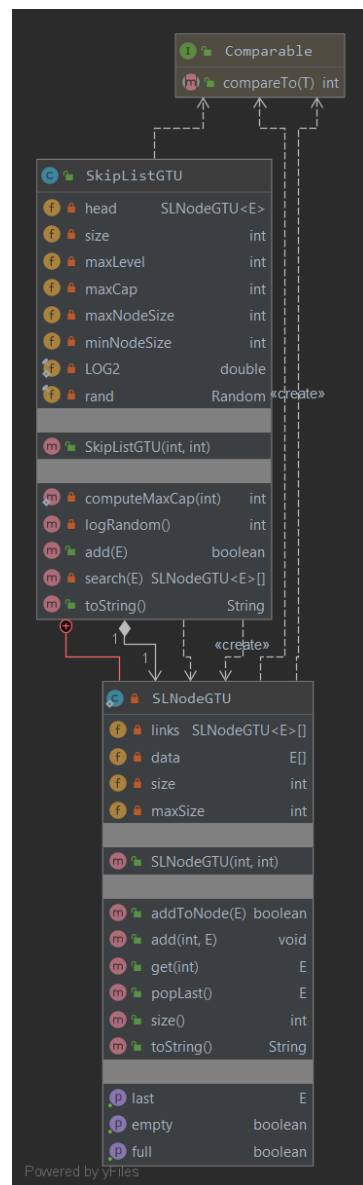 Comparable
compareTo(T) int
SkipListGTU
head SLNodeGTU<E>
size int
maxLevel int
maxCap int
maxNodeSize int
minNodeSize int
LOG2 double
rand Random
«create»
SkipListGTU(int, int)
computeMaxCap(int) int
logRandom() int
add(E) boolean
search(E) SLNodeGTU<E>[]
toString() String
1
1
«create»
SLNodeGTU
links SLNodeGTU<E>[]
data E[]
size int
maxSize int
SLNodeGTU(int, int)
addToNode(E) boolean
add(int, E) void
get(int) E
popLast() E
size() int
toString() String
last E
empty boolean
full boolean
Powered by yFiles